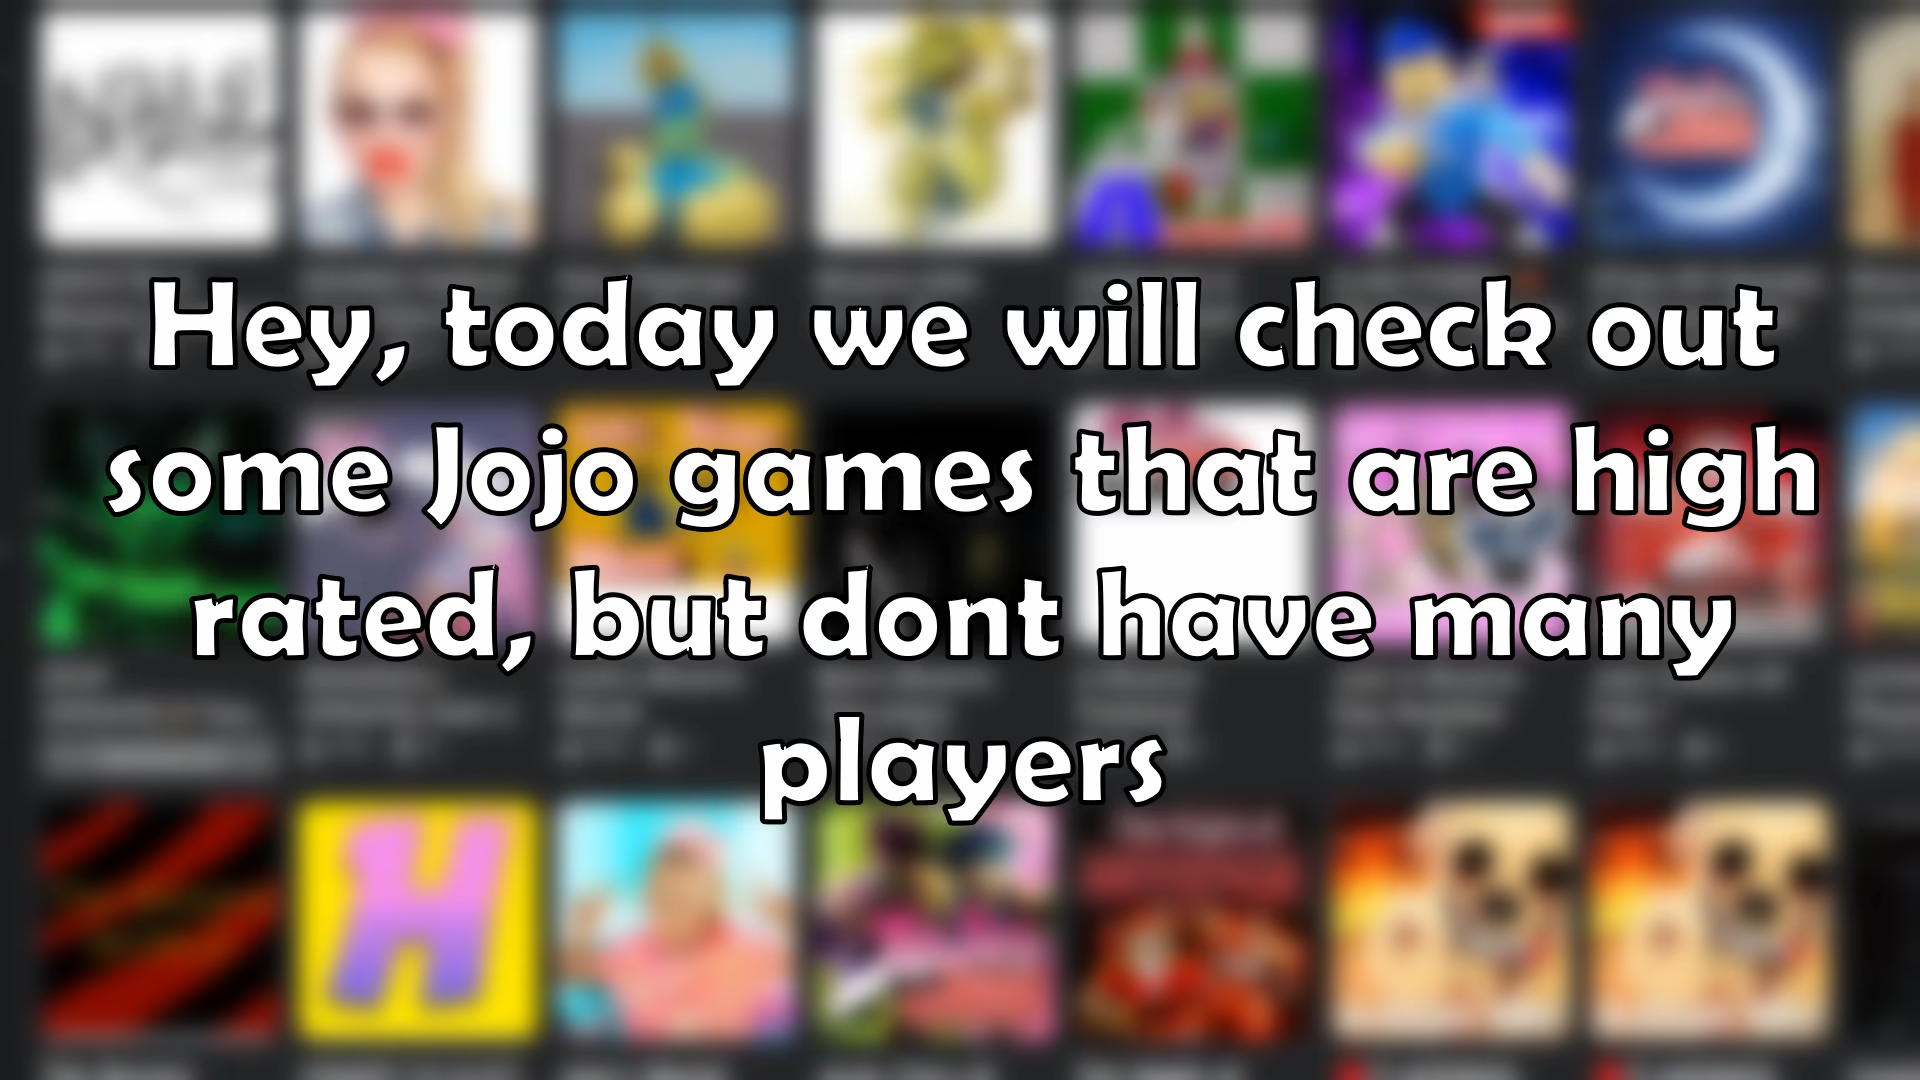 Hey, today we will check out
some Jojo games that are high
rated, but dont have many
players